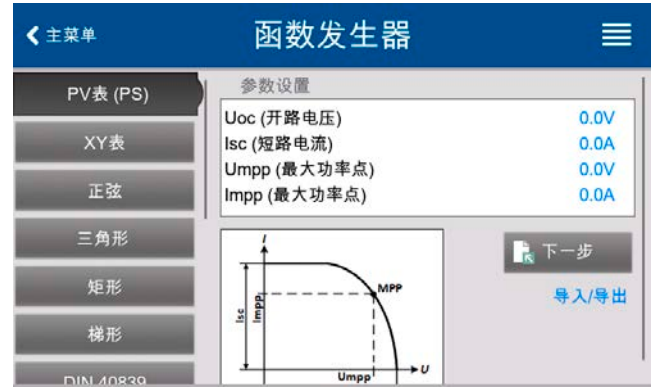 主菜单
函数发生器
PV表 (PS)
XY表
正弦
三角形
矩形
梯形
DIN 40839
参数设置
Uoc (开路电压) 0.0V
Isc (短路电流) 0.0A
Umpp (最大功率点) 0.0V
Impp (最大功率点) 0.0A
I
MPP
Isc
Impp
Umpp
U
下一步
导入/导出